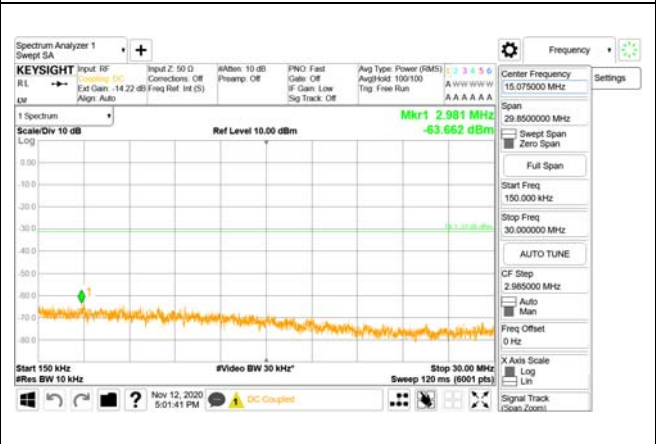 Spectrum Analyzer 1
Swept SA
Frequency
KEYSIGHT
RL
Input: RF
Coupling: DC
Ext Gain: -14.22 dB
Align: Auto
Input Z: 50 Ω
Corrections: Off
Freq Ref: Int (S)
#Atten: 10 dB
Preamp: Off
PNO: Fast
Gate: Off
IF Gain: Low
Sig Track: Off
Avg Type: Power (RMS)
Avg|Hold: 100/100
Trig: Free Run
1 2 3 4 5 6
A W W W W W
A A A A A A
1 Spectrum
Scale/Div 10 dB
Log
Ref Level 10.00 dBm
Mkr1 2.981 MHz
-63.662 dBm
0.00
-10.0
-20.0
-30.0
-40.0
-50.0
-60.0
-70.0
-80.0
1
Start 150 kHz
#Res BW 10 kHz
#Video BW 30 kHz*
Stop 30.00 MHz
Sweep 120 ms (6001 pts)
?
Nov 12, 2020
5:01:41 PM
1
DC Coupled
Center Frequency
15.075000 MHz
Settings
Span
29.8500000 MHz
Swept Span
Zero Span
Full Span
Start Freq
150.000 kHz
Stop Freq
30.000000 MHz
AUTO TUNE
CF Step
2.985000 MHz
Auto
Man
Freq Offset
0 Hz
X Axis Scale
Log
Lin
Signal Track
(Span Zoom)